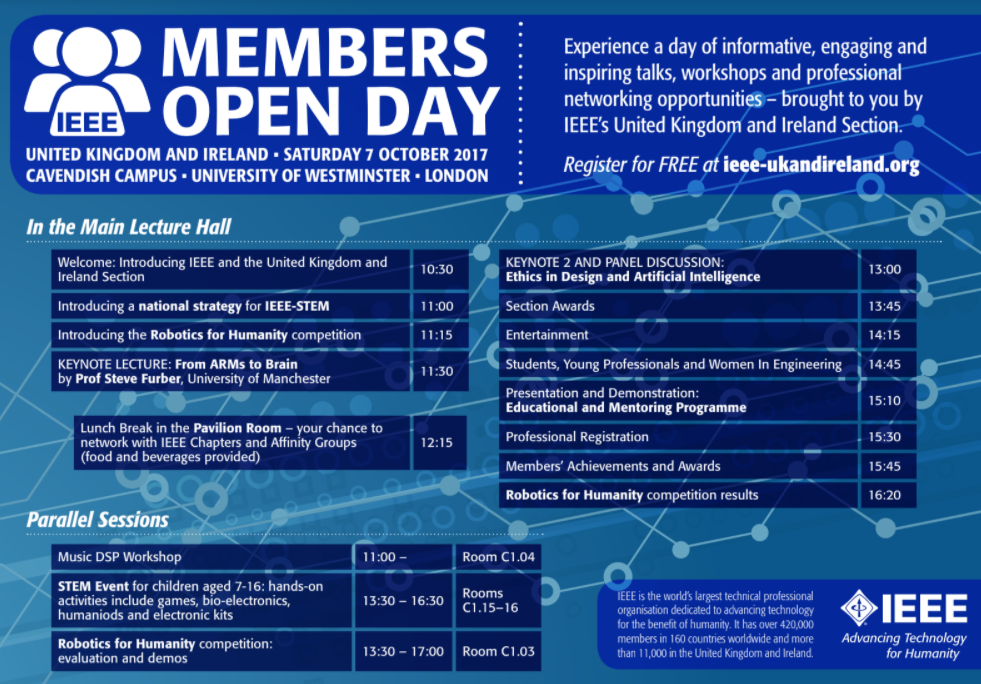 IEEE
MEMBERS
OPEN DAY
UNITED KINGDOM AND IRELAND ▪ SATURDAY 7 OCTOBER 2017
CAVENDISH CAMPUS ▪ UNIVERSITY OF WESTMINSTER ▪ LONDON
Experience a day of informative, engaging and
inspiring talks, workshops and professional
networking opportunities – brought to you by
IEEE's United Kingdom and Ireland Section.
Register for FREE at ieee-ukandireland.org
In the Main Lecture Hall
Welcome: Introducing IEEE and the United Kingdom and
Ireland Section
10:30
Introducing a national strategy for IEEE-STEM
11:00
Introducing the Robotics for Humanity competition
11:15
KEYNOTE LECTURE: From ARMs to Brain
by Prof Steve Furber, University of Manchester
11:30
Lunch Break in the Pavilion Room – your chance to
network with IEEE Chapters and Affinity Groups
(food and beverages provided)
12:15
KEYNOTE 2 AND PANEL DISCUSSION:
Ethics in Design and Artificial Intelligence
13:00
Section Awards
13:45
Entertainment
14:15
Students, Young Professionals and Women In Engineering
14:45
Presentation and Demonstration:
Educational and Mentoring Programme
15:10
Professional Registration
15:30
Members' Achievements and Awards
15:45
Robotics for Humanity competition results
16:20
Parallel Sessions
Music DSP Workshop
11:00 –
Room C1.04
STEM Event for children aged 7-16: hands-on
activities include games, bio-electronics,
humaniods and electronic kits
13:30 – 16:30
Rooms
C1.15–16
Robotics for Humanity competition:
evaluation and demos
13:30 – 17:00
Room C1.03
IEEE is the world's largest technical professional
organisation dedicated to advancing technology
for the benefit of humanity. It has over 420,000
members in 160 countries worldwide and more
than 11,000 in the United Kingdom and Ireland.
IEEE
Advancing Technology
for Humanity